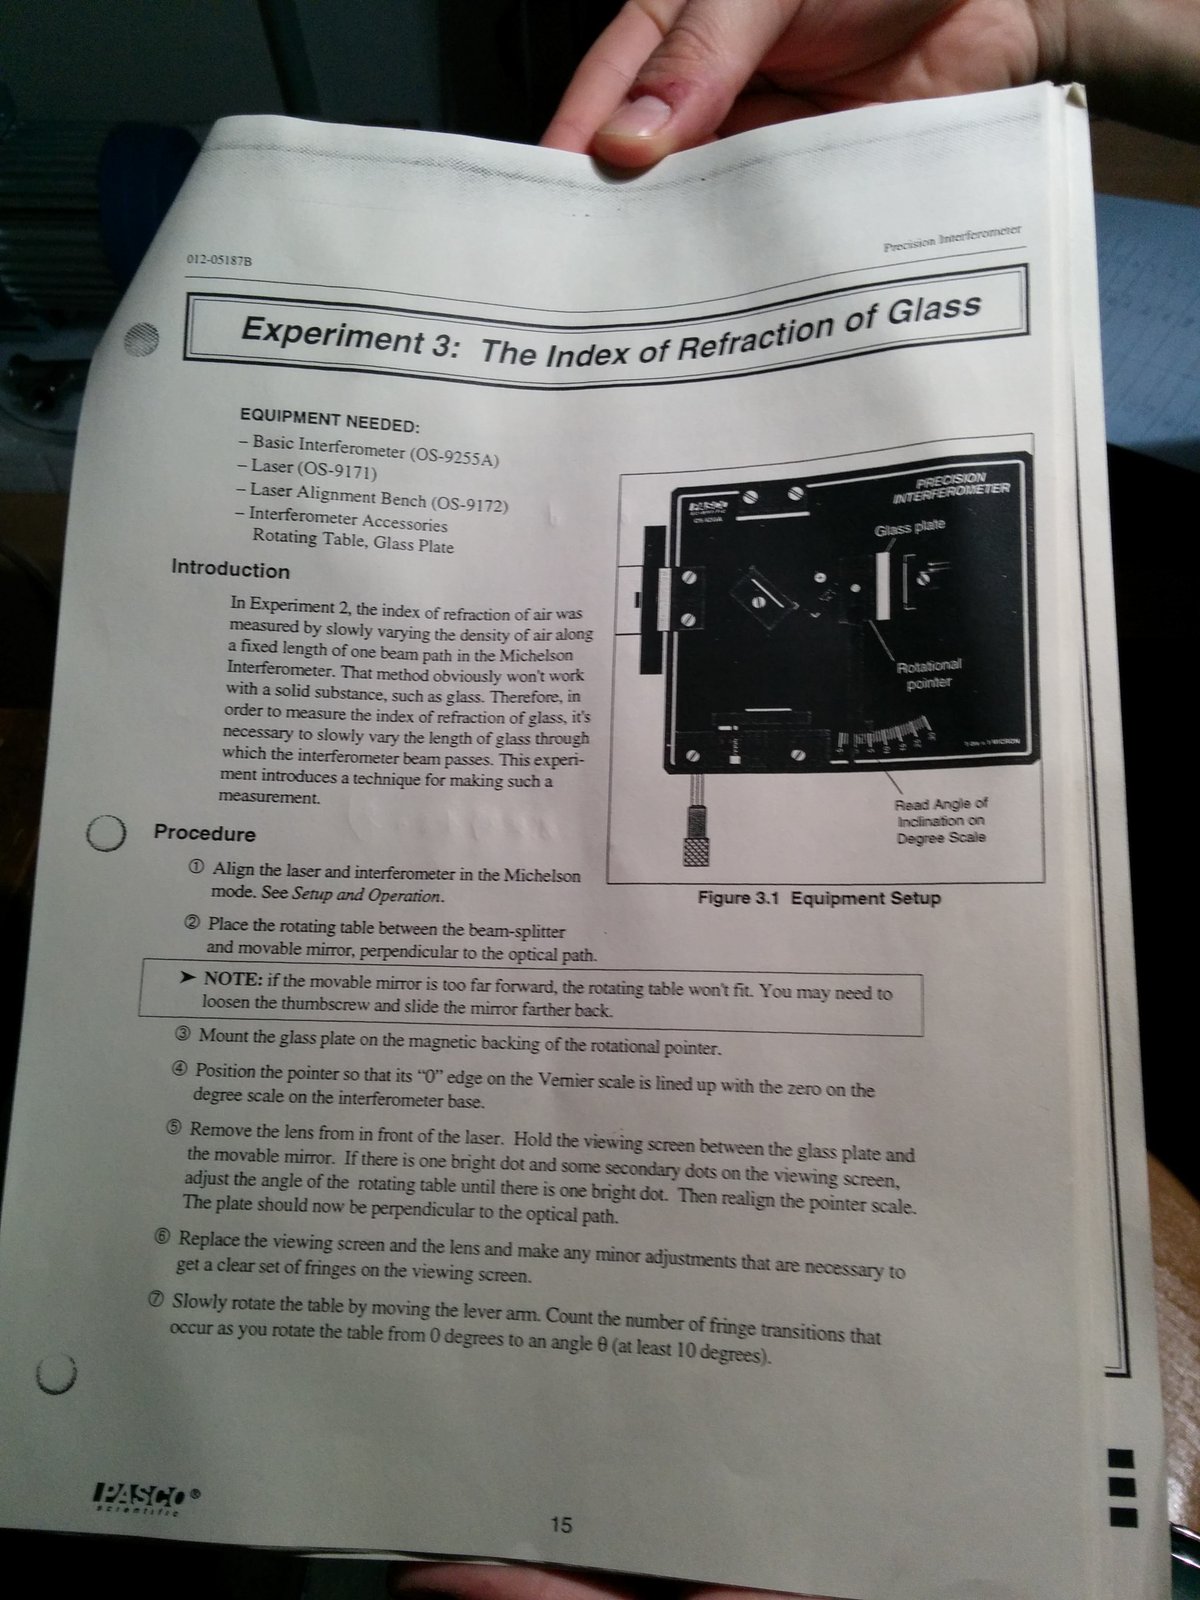 012-05187B
Precision Interferometer
Experiment 3: The Index of Refraction of Glass
EQUIPMENT NEEDED:
– Basic Interferometer (OS-9255A)
– Laser (OS-9171)
– Laser Alignment Bench (OS-9172)
– Interferometer Accessories
Rotating Table, Glass Plate
Introduction
In Experiment 2, the index of refraction of air was
measured by slowly varying the density of air along
a fixed length of one beam path in the Michelson
Interferometer. That method obviously won't work
with a solid substance, such as glass. Therefore, in
order to measure the index of refraction of glass, it's
necessary to slowly vary the length of glass through
which the interferometer beam passes. This experi-
ment introduces a technique for making such a
measurement.
PASCO
PRECISION
INTERFEROMETER
Glass plate
Rotational
pointer
Read Angle of
Inclination on
Degree Scale
Figure 3.1 Equipment Setup
Procedure
① Align the laser and interferometer in the Michelson
mode. See Setup and Operation.
② Place the rotating table between the beam-splitter
and movable mirror, perpendicular to the optical path.
➤ NOTE: if the movable mirror is too far forward, the rotating table won't fit. You may need to
loosen the thumbscrew and slide the mirror farther back.
③ Mount the glass plate on the magnetic backing of the rotational pointer.
④ Position the pointer so that its “0” edge on the Vernier scale is lined up with the zero on the
degree scale on the interferometer base.
⑤ Remove the lens from in front of the laser. Hold the viewing screen between the glass plate and
the movable mirror. If there is one bright dot and some secondary dots on the viewing screen,
adjust the angle of the rotating table until there is one bright dot. Then realign the pointer scale.
The plate should now be perpendicular to the optical path.
⑥ Replace the viewing screen and the lens and make any minor adjustments that are necessary to
get a clear set of fringes on the viewing screen.
⑦ Slowly rotate the table by moving the lever arm. Count the number of fringe transitions that
occur as you rotate the table from 0 degrees to an angle θ (at least 10 degrees).
PASCO®
scientific
15